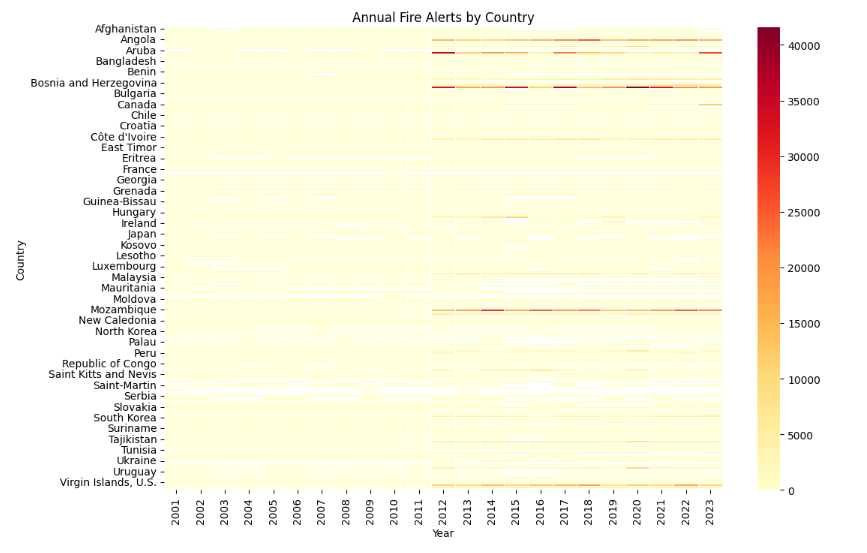 Annual Fire Alerts by Country
Afghanistan
Angola
Aruba
Bangladesh
Benin
Bosnia and Herzegovina
Bulgaria
Canada
Chile
Croatia
Côte d'Ivoire
East Timor
Eritrea
France
Georgia
Grenada
Guinea-Bissau
Hungary
Ireland
Japan
Kosovo
Lesotho
Luxembourg
Malaysia
Mauritania
Moldova
Mozambique
New Caledonia
North Korea
Palau
Peru
Republic of Congo
Saint Kitts and Nevis
Saint-Martin
Serbia
Slovakia
South Korea
Suriname
Tajikistan
Tunisia
Ukraine
Uruguay
Virgin Islands, U.S.
Country
2001 2002 2003 2004 2005 2006 2007 2008 2009 2010 2011 2012 2013 2014 2015 2016 2017 2018 2019 2020 2021 2022 2023
Year
40000
35000
30000
25000
20000
15000
10000
5000
0